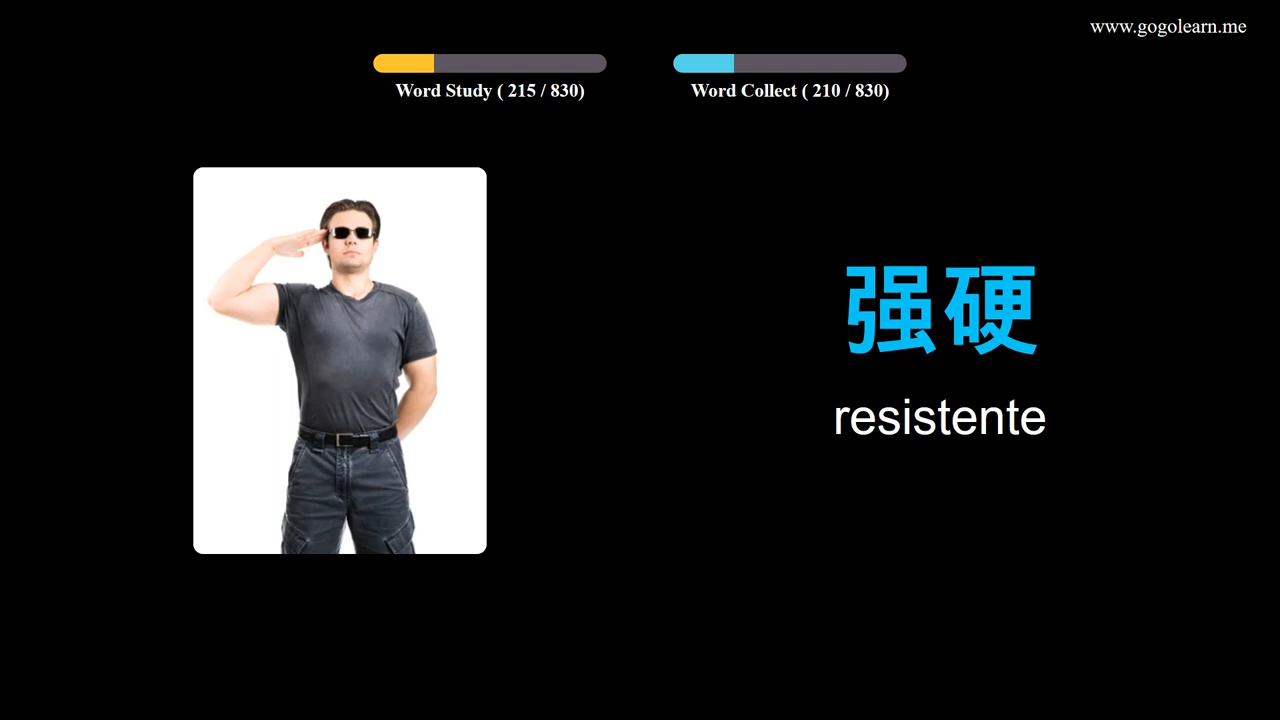 www.gogolearn.me
Word Study ( 215 / 830)
Word Collect ( 210 / 830)
强硬
resistente